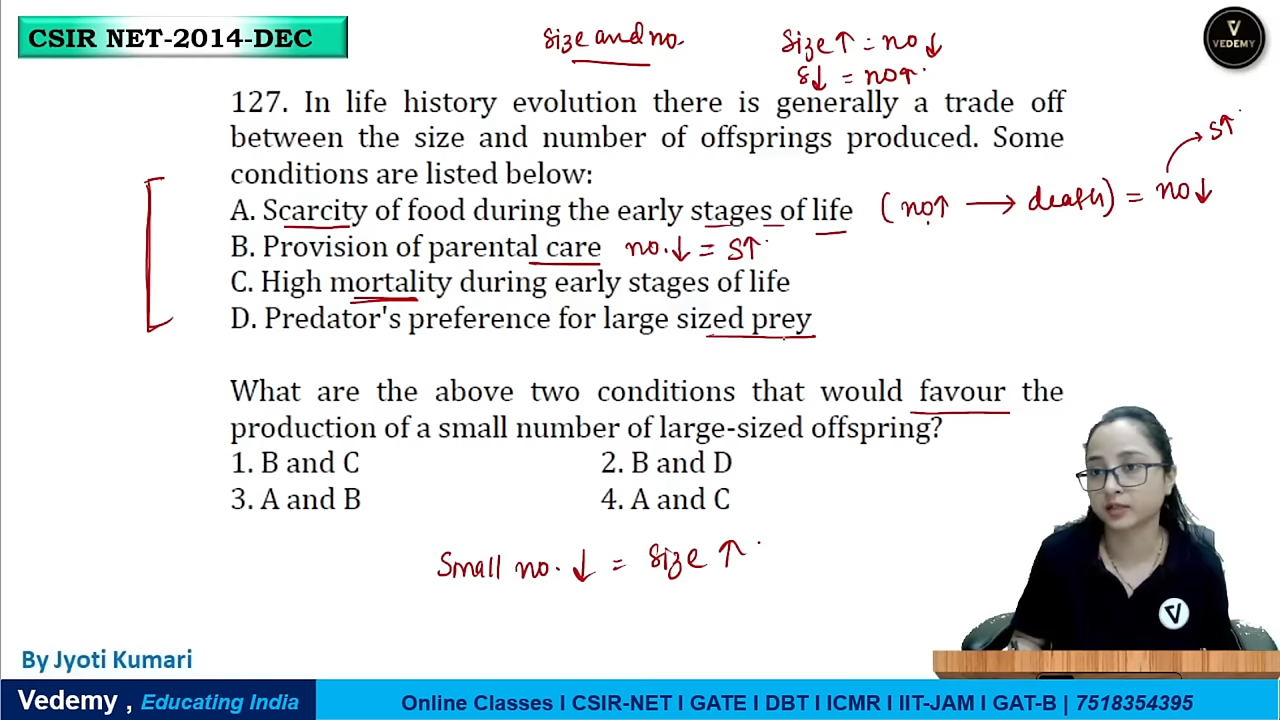 CSIR NET-2014-DEC
size and no.
Size↑ = no↓
s↓ = no↑
VEDEMY
127. In life history evolution there is generally a trade off
between the size and number of offsprings produced. Some
conditions are listed below:
A. Scarcity of food during the early stages of life (no↑ → death) = no↓ → s↑
B. Provision of parental care no.↓ = s↑
C. High mortality during early stages of life
D. Predator's preference for large sized prey
What are the above two conditions that would favour the
production of a small number of large-sized offspring?
1. B and C 2. B and D
3. A and B 4. A and C
Small no. ↓ = size ↑
By Jyoti Kumari
Vedemy , Educating India
Online Classes I CSIR-NET I GATE I DBT I ICMR I IIT-JAM I GAT-B | 7518354395